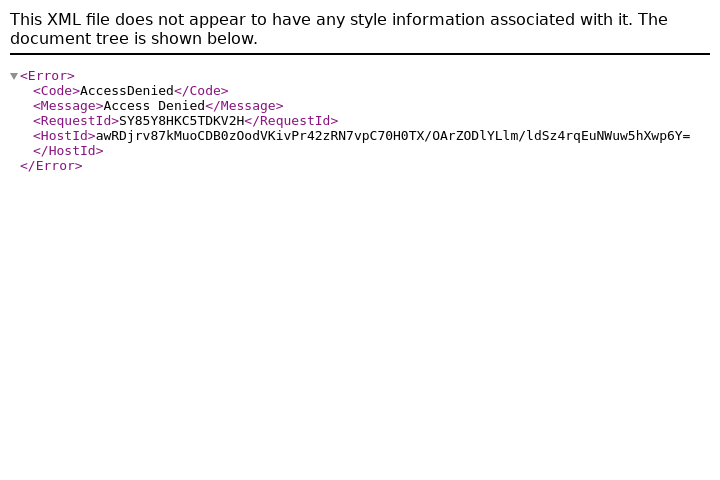 This XML file does not appear to have any style information associated with it. The
document tree is shown below.
<Error>
<Code>AccessDenied</Code>
<Message>Access Denied</Message>
<RequestId>SY85Y8HKC5TDKV2H</RequestId>
<HostId>awRDjrv87kMuoCDB0zOodVKivPr42zRN7vpC70H0TX/OArZODlYLlm/ldSz4rqEuNWuw5hXwp6Y=
</HostId>
</Error>